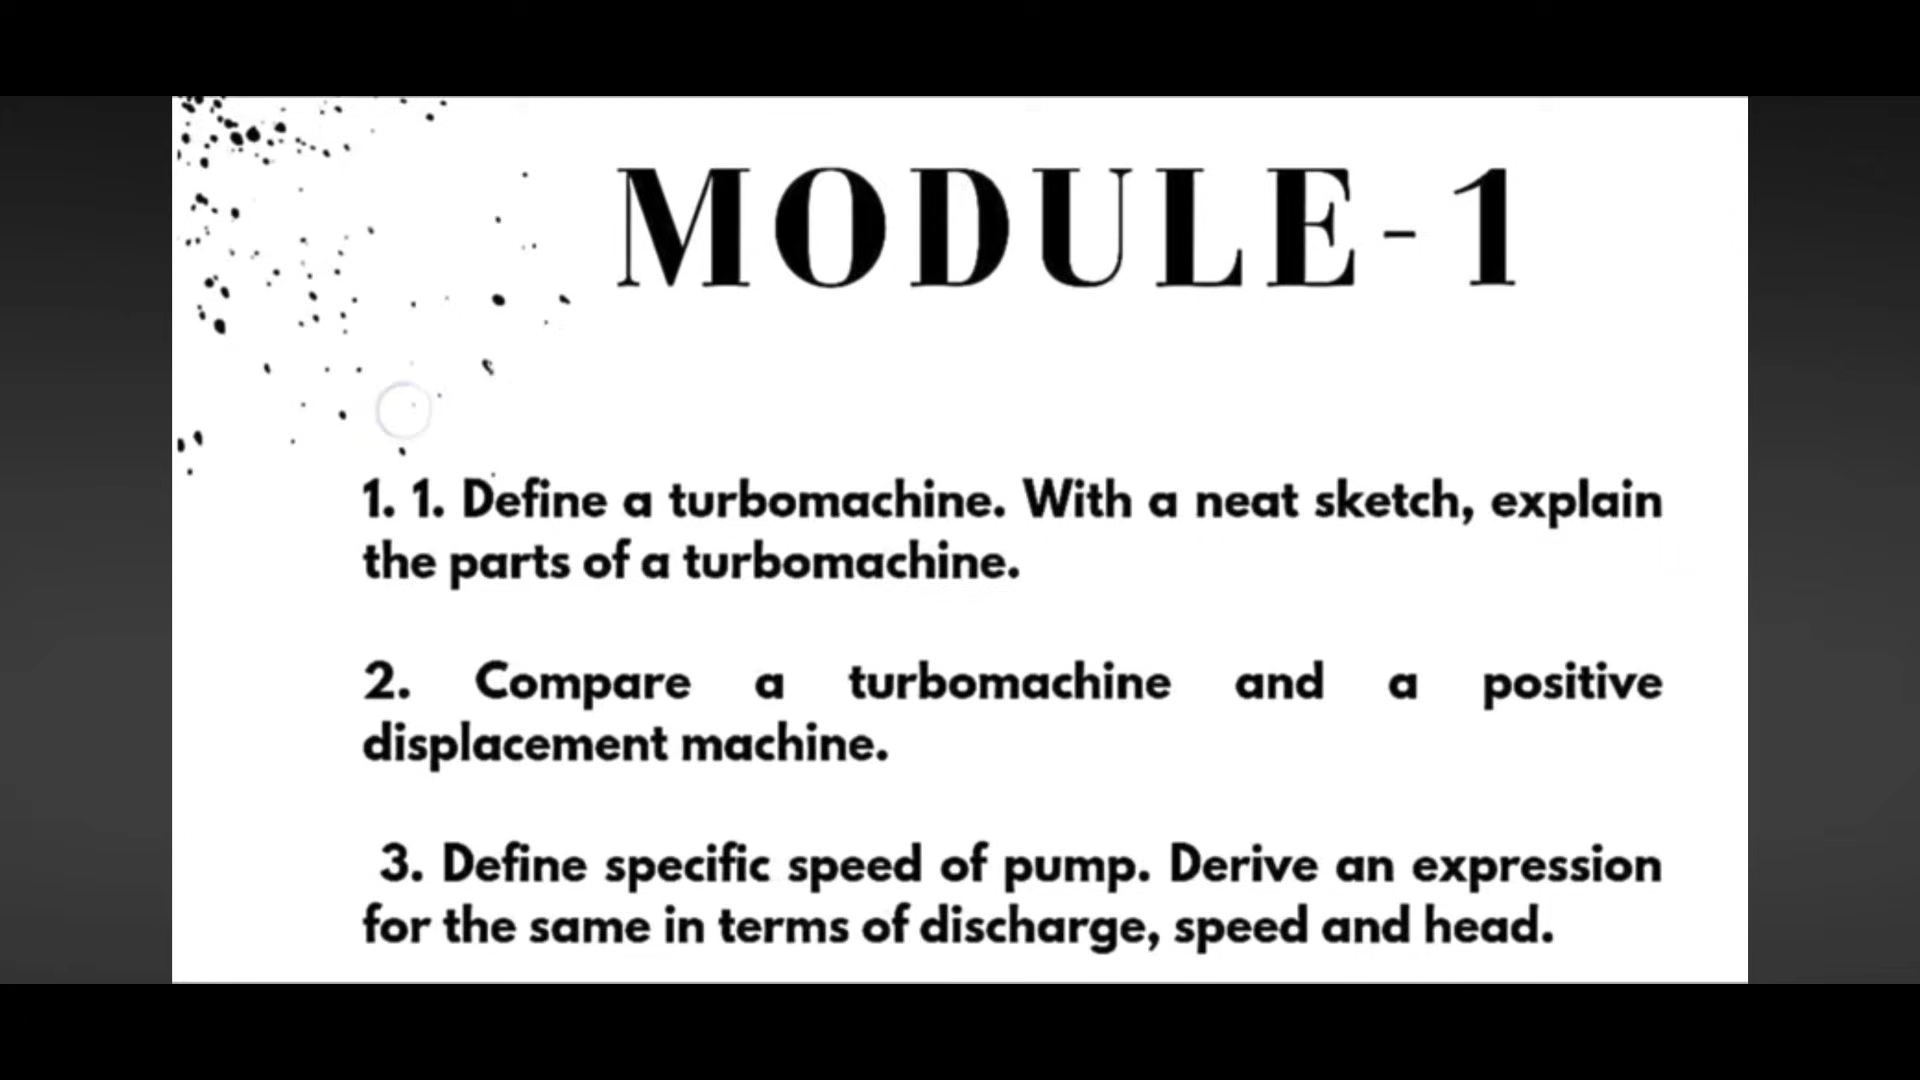 MODULE-1
1. 1. Define a turbomachine. With a neat sketch, explain
the parts of a turbomachine.
2. Compare a turbomachine and a positive
displacement machine.
3. Define specific speed of pump. Derive an expression
for the same in terms of discharge, speed and head.